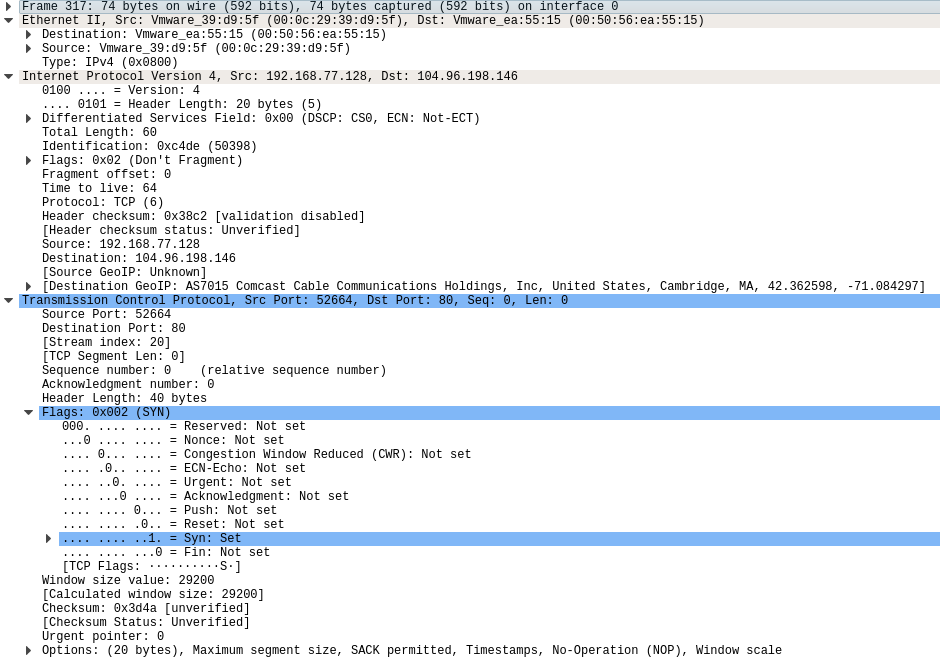 Frame 317: 74 bytes on wire (592 bits), 74 bytes captured (592 bits) on interface 0
Ethernet II, Src: Vmware_39:d9:5f (00:0c:29:39:d9:5f), Dst: Vmware_ea:55:15 (00:50:56:ea:55:15)
Destination: Vmware_ea:55:15 (00:50:56:ea:55:15)
Source: Vmware_39:d9:5f (00:0c:29:39:d9:5f)
Type: IPv4 (0x0800)
Internet Protocol Version 4, Src: 192.168.77.128, Dst: 104.96.198.146
0100 .... = Version: 4
.... 0101 = Header Length: 20 bytes (5)
Differentiated Services Field: 0x00 (DSCP: CS0, ECN: Not-ECT)
Total Length: 60
Identification: 0xc4de (50398)
Flags: 0x02 (Don't Fragment)
Fragment offset: 0
Time to live: 64
Protocol: TCP (6)
Header checksum: 0x38c2 [validation disabled]
[Header checksum status: Unverified]
Source: 192.168.77.128
Destination: 104.96.198.146
[Source GeoIP: Unknown]
[Destination GeoIP: AS7015 Comcast Cable Communications Holdings, Inc, United States, Cambridge, MA, 42.362598, -71.084297]
Transmission Control Protocol, Src Port: 52664, Dst Port: 80, Seq: 0, Len: 0
Source Port: 52664
Destination Port: 80
[Stream index: 20]
[TCP Segment Len: 0]
Sequence number: 0    (relative sequence number)
Acknowledgment number: 0
Header Length: 40 bytes
Flags: 0x002 (SYN)
000. .... .... = Reserved: Not set
...0 .... .... = Nonce: Not set
.... 0... .... = Congestion Window Reduced (CWR): Not set
.... .0.. .... = ECN-Echo: Not set
.... ..0. .... = Urgent: Not set
.... ...0 .... = Acknowledgment: Not set
.... .... 0... = Push: Not set
.... .... .0.. = Reset: Not set
.... .... ..1. = Syn: Set
.... .... ...0 = Fin: Not set
[TCP Flags: ··········S·]
Window size value: 29200
[Calculated window size: 29200]
Checksum: 0x3d4a [unverified]
[Checksum Status: Unverified]
Urgent pointer: 0
Options: (20 bytes), Maximum segment size, SACK permitted, Timestamps, No-Operation (NOP), Window scale